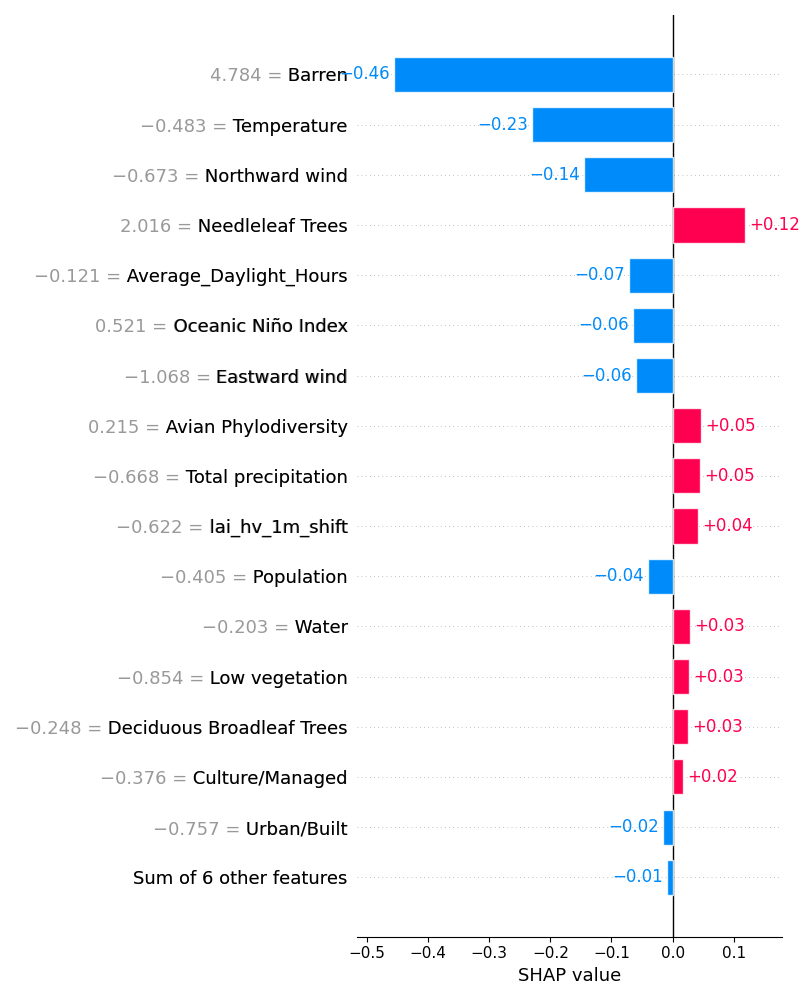 4.784 = Barren −0.46
−0.483 = Temperature −0.23
−0.673 = Northward wind −0.14
2.016 = Needleleaf Trees +0.12
−0.121 = Average_Daylight_Hours −0.07
0.521 = Oceanic Niño Index −0.06
−1.068 = Eastward wind −0.06
0.215 = Avian Phylodiversity +0.05
−0.668 = Total precipitation +0.05
−0.622 = lai_hv_1m_shift +0.04
−0.405 = Population −0.04
−0.203 = Water +0.03
−0.854 = Low vegetation +0.03
−0.248 = Deciduous Broadleaf Trees +0.03
−0.376 = Culture/Managed +0.02
−0.757 = Urban/Built −0.02
Sum of 6 other features −0.01
−0.5 −0.4 −0.3 −0.2 −0.1 0.0 0.1
SHAP value